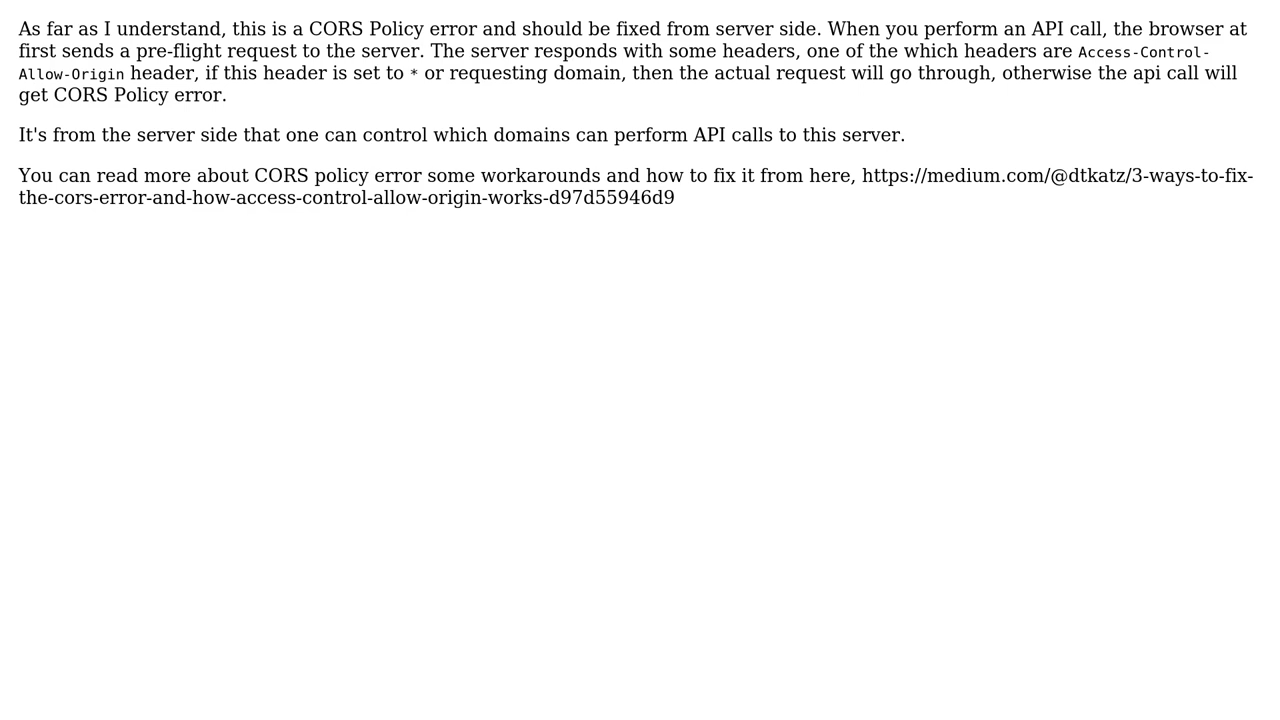 As far as I understand, this is a CORS Policy error and should be fixed from server side. When you perform an API call, the browser at
first sends a pre-flight request to the server. The server responds with some headers, one of the which headers are Access-Control-
Allow-Origin header, if this header is set to * or requesting domain, then the actual request will go through, otherwise the api call will
get CORS Policy error.
It's from the server side that one can control which domains can perform API calls to this server.
You can read more about CORS policy error some workarounds and how to fix it from here, https://medium.com/@dtkatz/3-ways-to-fix-
the-cors-error-and-how-access-control-allow-origin-works-d97d55946d9